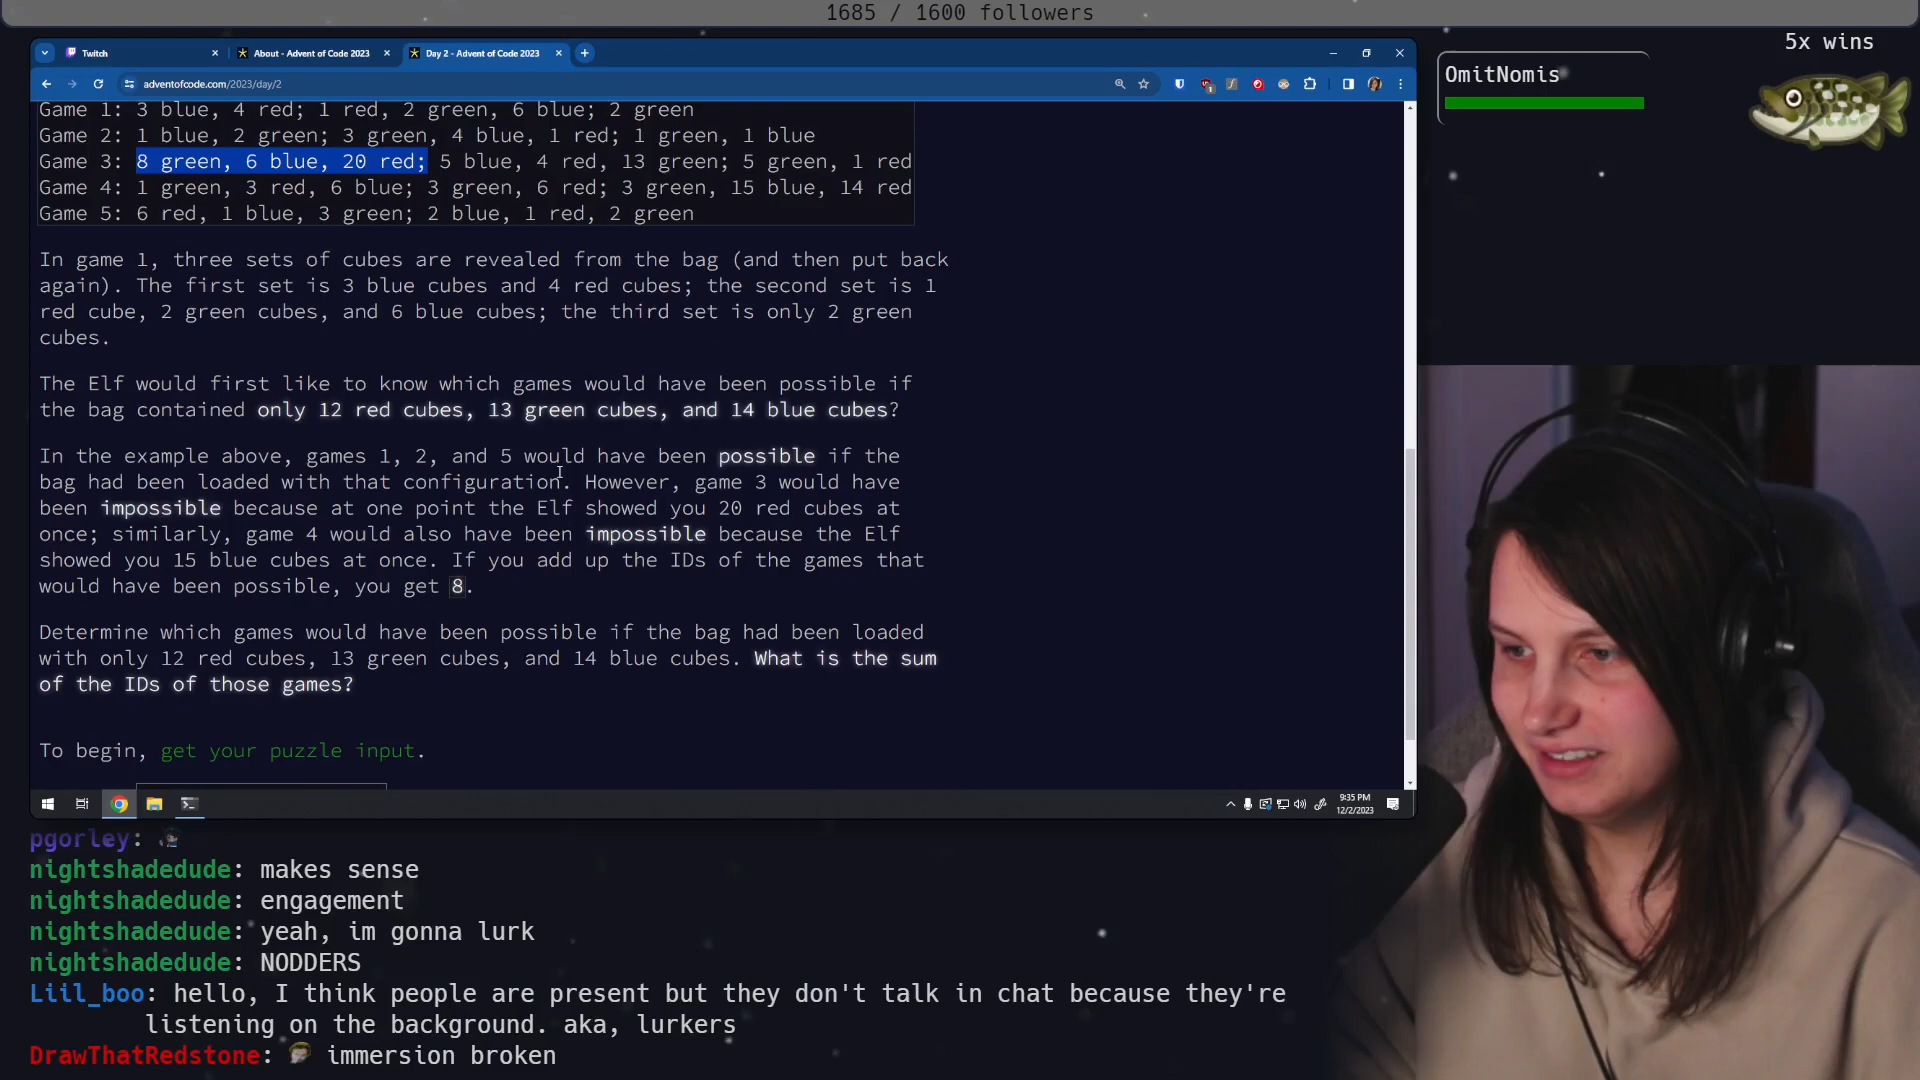 1685 / 1600 followers
Twitch
About - Advent of Code 2023
Day 2 - Advent of Code 2023
adventofcode.com/2023/day/2
5x wins
OmitNomis
Game 1: 3 blue, 4 red; 1 red, 2 green, 6 blue; 2 green
Game 2: 1 blue, 2 green; 3 green, 4 blue, 1 red; 1 green, 1 blue
Game 3: 8 green, 6 blue, 20 red; 5 blue, 4 red, 13 green; 5 green, 1 red
Game 4: 1 green, 3 red, 6 blue; 3 green, 6 red; 3 green, 15 blue, 14 red
Game 5: 6 red, 1 blue, 3 green; 2 blue, 1 red, 2 green
In game 1, three sets of cubes are revealed from the bag (and then put back
again). The first set is 3 blue cubes and 4 red cubes; the second set is 1
red cube, 2 green cubes, and 6 blue cubes; the third set is only 2 green
cubes.
The Elf would first like to know which games would have been possible if
the bag contained only 12 red cubes, 13 green cubes, and 14 blue cubes?
In the example above, games 1, 2, and 5 would have been possible if the
bag had been loaded with that configuration. However, game 3 would have
been impossible because at one point the Elf showed you 20 red cubes at
once; similarly, game 4 would also have been impossible because the Elf
showed you 15 blue cubes at once. If you add up the IDs of the games that
would have been possible, you get 8.
Determine which games would have been possible if the bag had been loaded
with only 12 red cubes, 13 green cubes, and 14 blue cubes. What is the sum
of the IDs of those games?
To begin, get your puzzle input.
9:35 PM
12/2/2023
pgorley:
nightshadedude: makes sense
nightshadedude: engagement
nightshadedude: yeah, im gonna lurk
nightshadedude: NODDERS
Liil_boo: hello, I think people are present but they don't talk in chat because they're
listening on the background. aka, lurkers
DrawThatRedstone: immersion broken